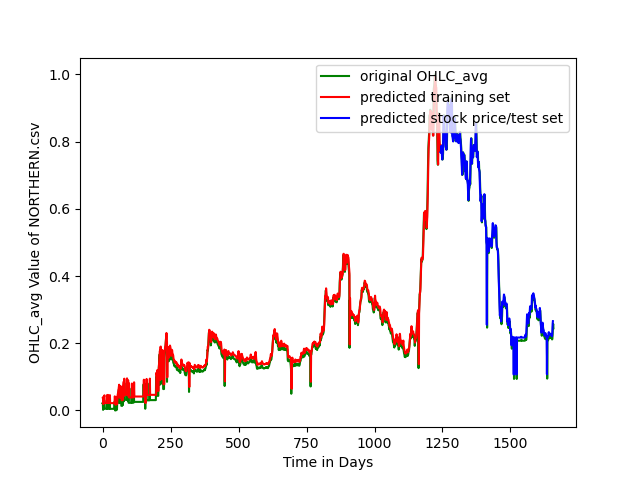 original OHLC_avg
predicted training set
predicted stock price/test set
1.0
0.8
0.6
0.4
0.2
0.0
OHLC_avg Value of NORTHERN.csv
0
250
500
750
1000
1250
1500
Time in Days